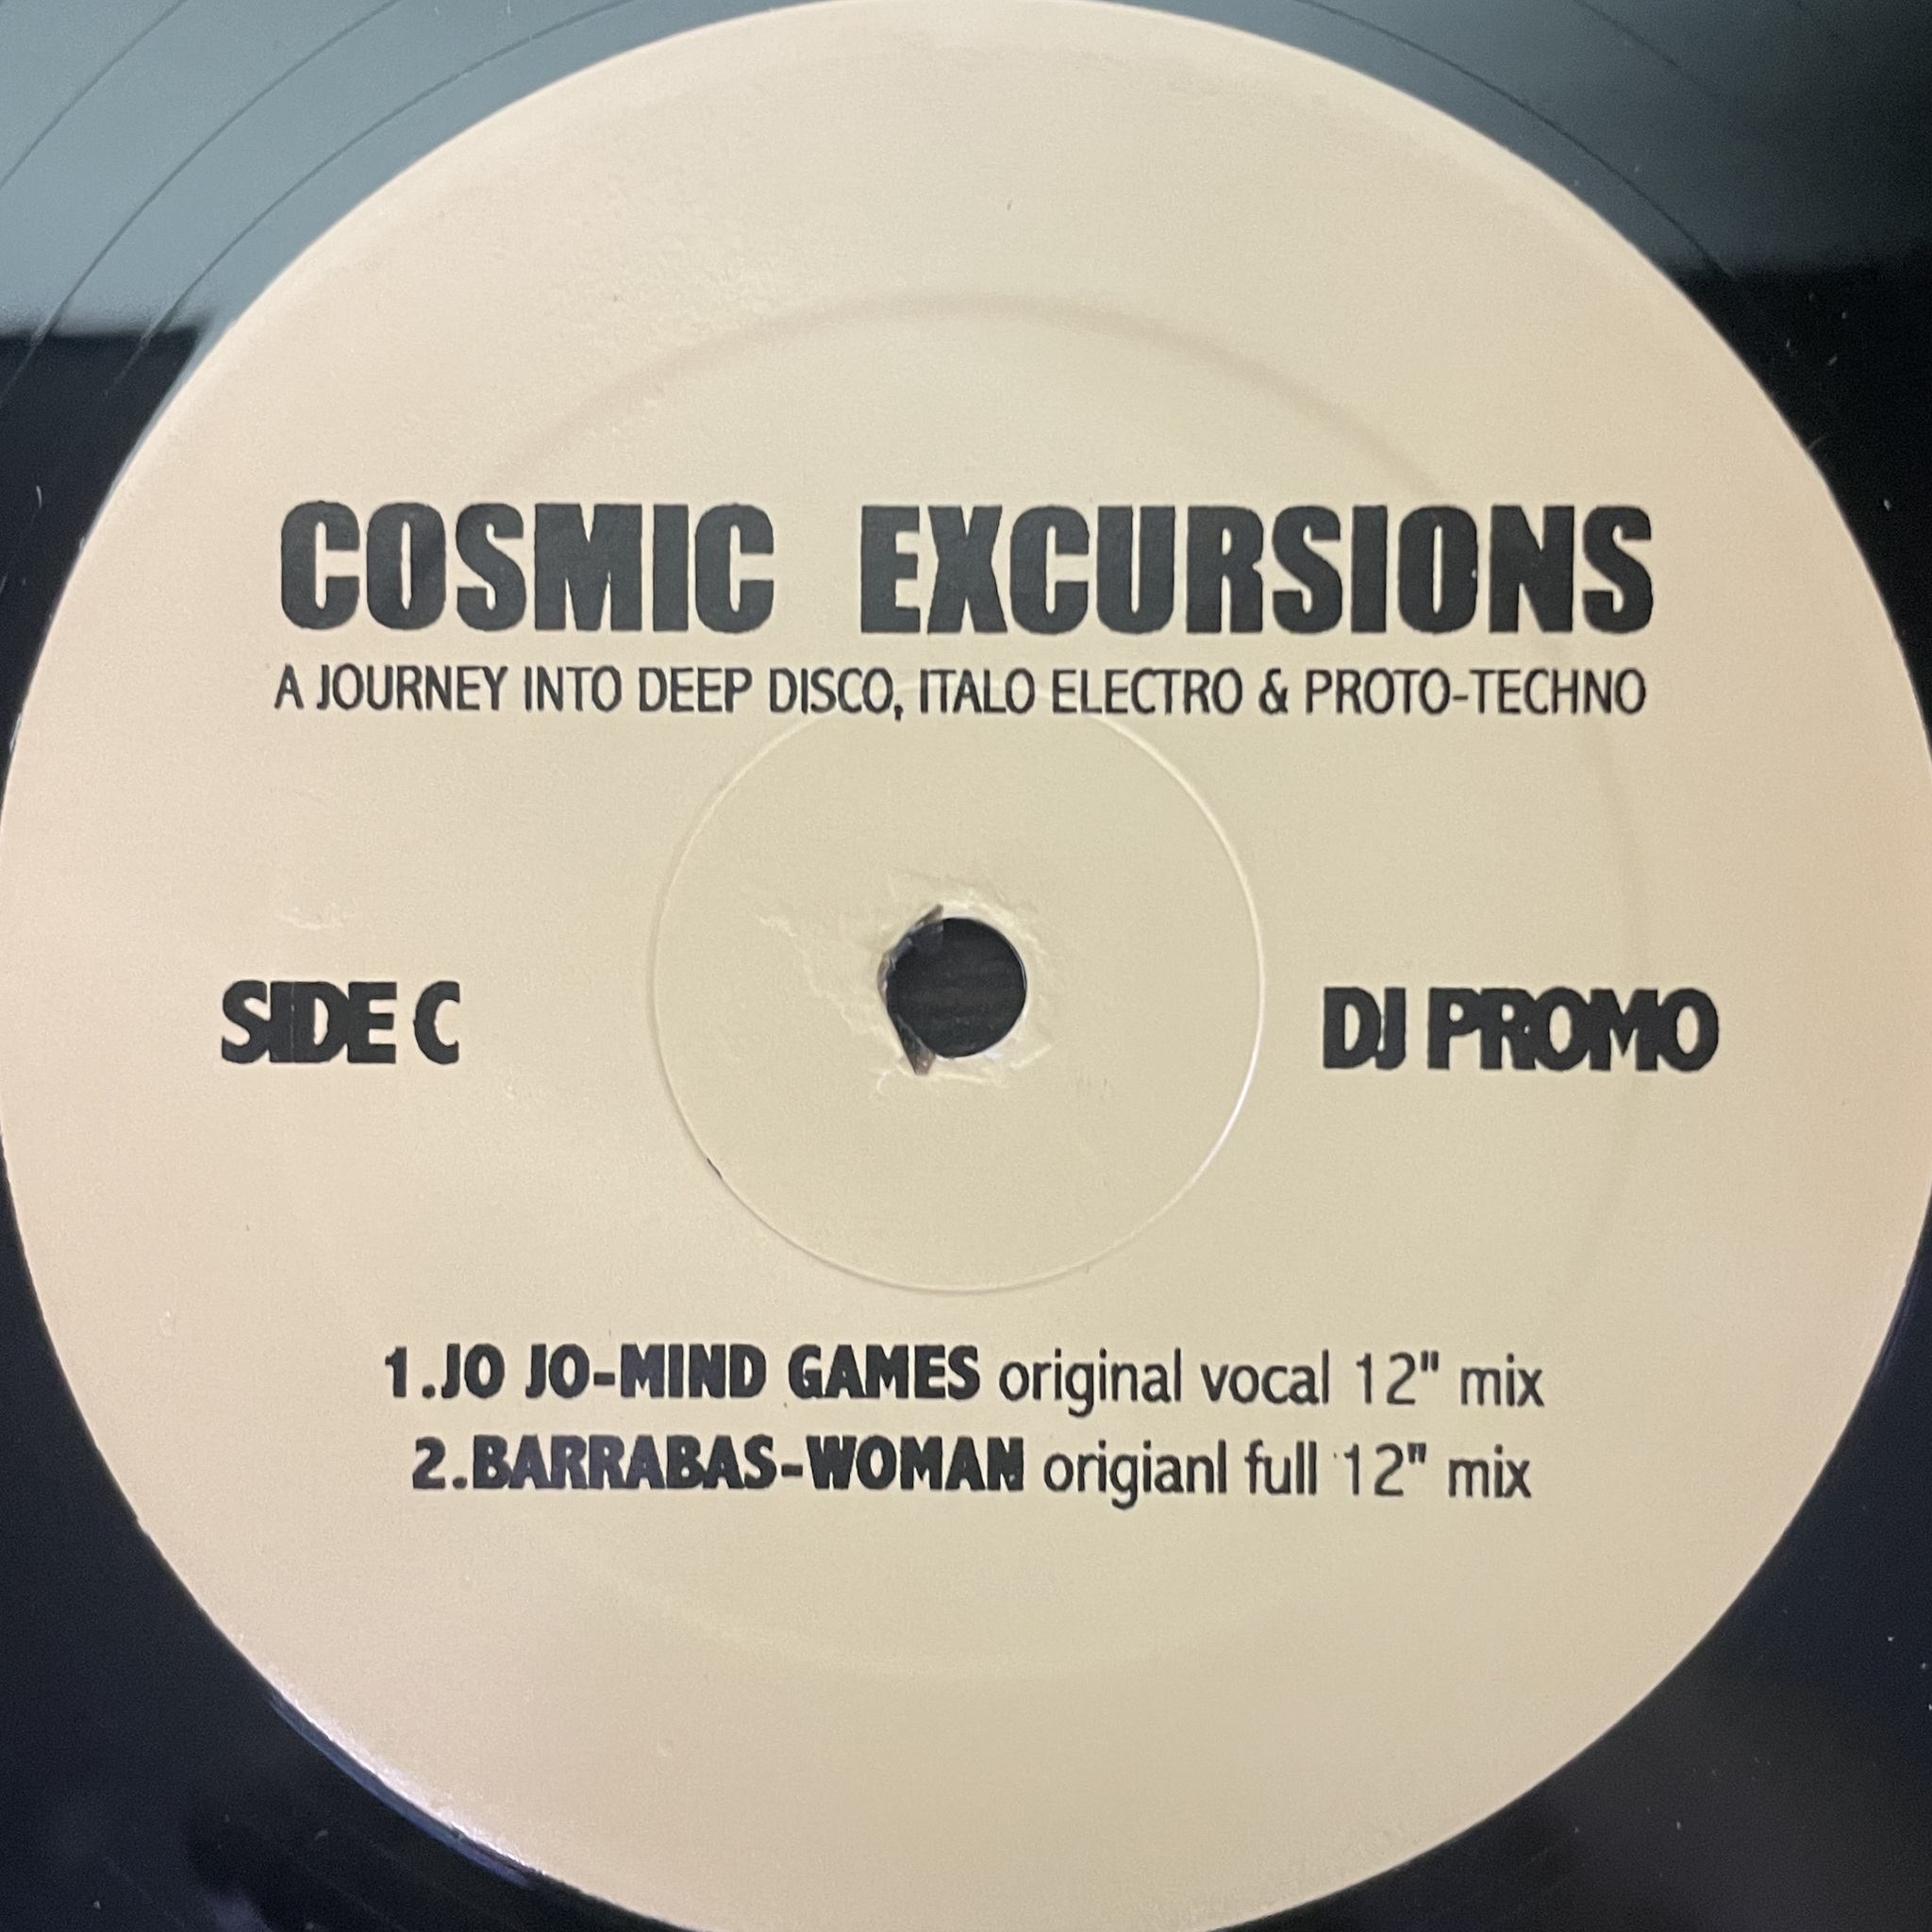 COSMIC EXCURSIONS
A JOURNEY INTO DEEP DISCO, ITALO ELECTRO & PROTO-TECHNO
SIDE C
DJ PROMO
1.JO JO-MIND GAMES original vocal 12" mix
2.BARRABAS-WOMAN origianl full 12" mix